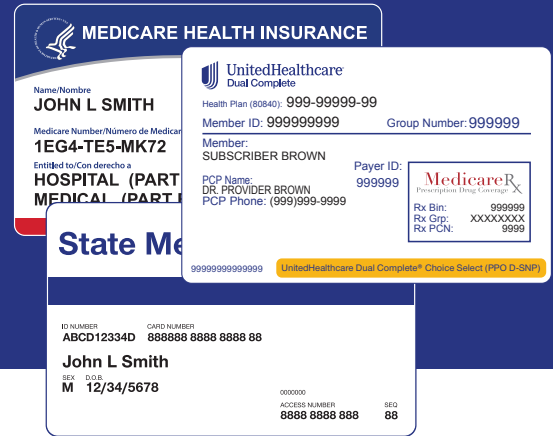 MEDICARE HEALTH INSURANCE
Name/Nombre
JOHN L SMITH
Medicare Number/Número de
1EG4-TE5-MK72
Entitled to/Con derecho a
HOSPITAL (PART
MEDICAL (PART
UnitedHealthcare®
Dual Complete
Health Plan (80840): 999-99999-99
Member ID: 999999999 Group Number: 999999
Member:
SUBSCRIBER BROWN
Payer ID:
999999
PCP Name:
DR. PROVIDER BROWN
PCP Phone: (999)999-9999
MedicareRx
Prescription Drug Coverage
Rx Bin: 999999
Rx Grp: XXXXXXXX
Rx PCN: 9999
99999999999999 UnitedHealthcare Dual Complete® Choice Select (PPO D-SNP)
State
ID NUMBER CARD NUMBER
ABCD12334D 888888 8888 8888 88
John L Smith
SEX D.O.B.
M 12/34/5678
0000000
ACCESS NUMBER SEQ
8888 8888 888 88